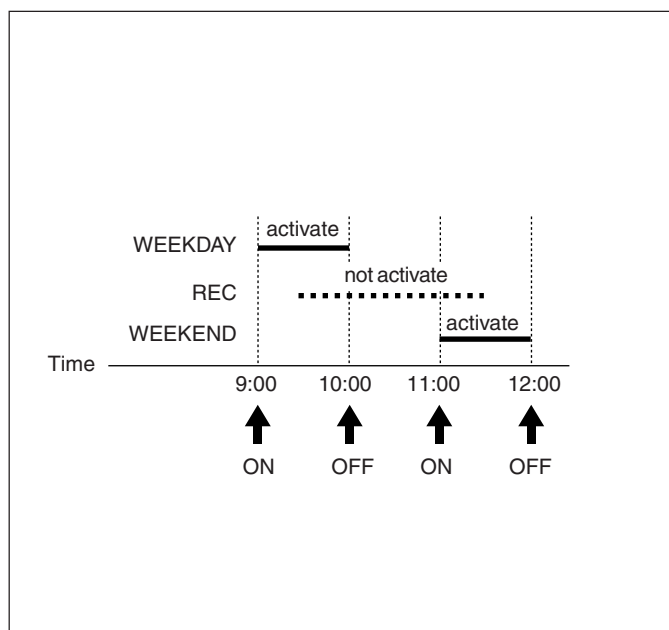 activate
WEEKDAY
not activate
REC
activate
WEEKEND
Time
9:00 10:00 11:00 12:00
ON OFF ON OFF